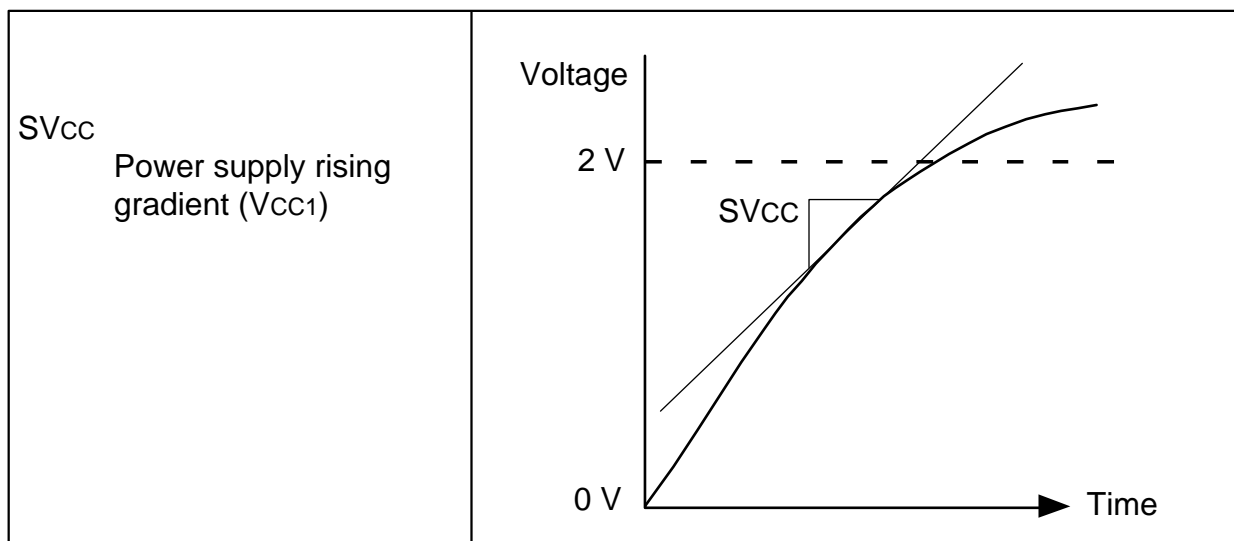 SVCC
Power supply rising
gradient (VCC1)
Voltage
2 V
SVCC
0 V
Time